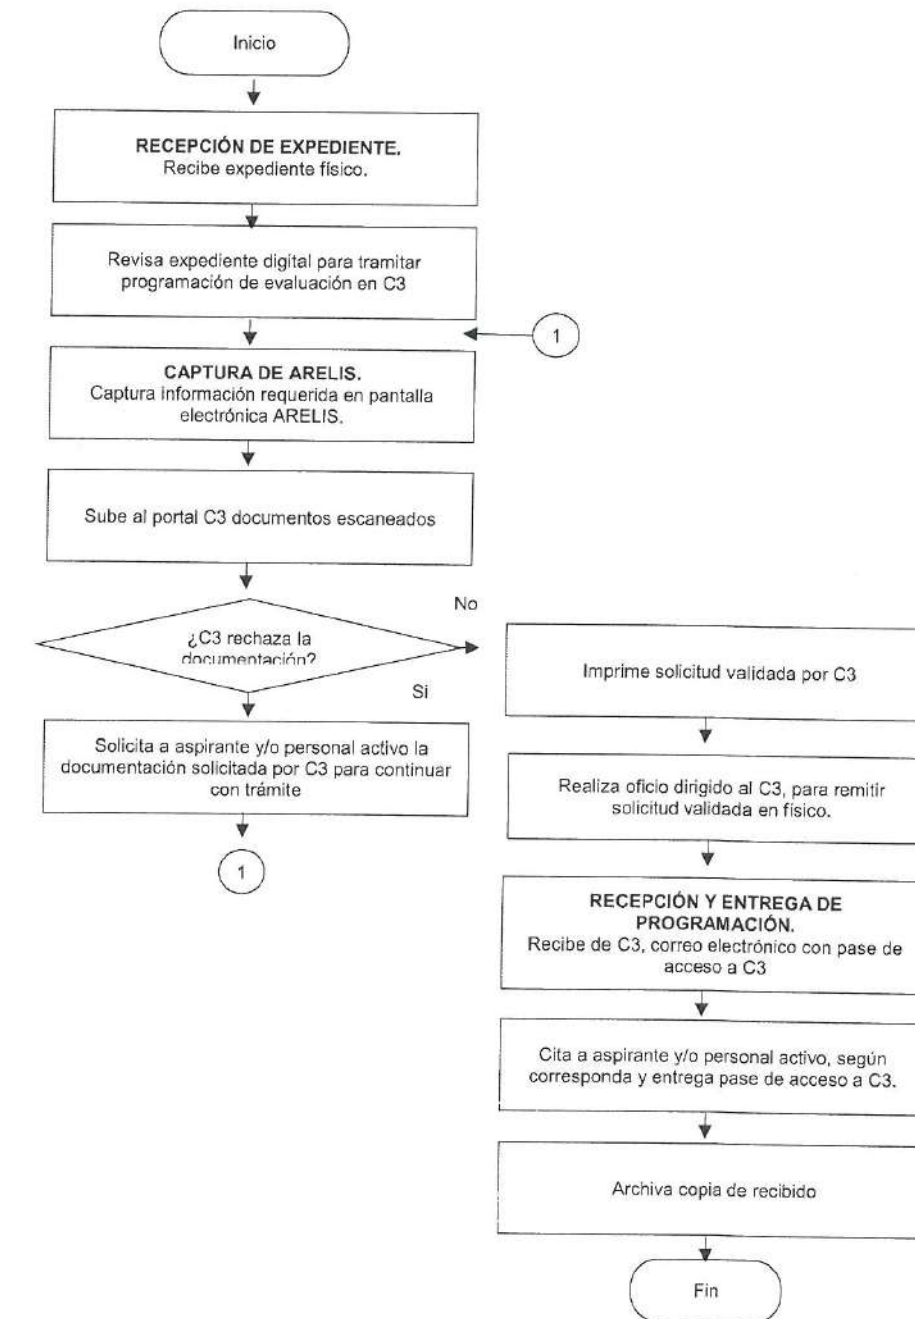 Inicio
RECEPCIÓN DE EXPEDIENTE.
Recibe expediente físico.
Revisa expediente digital para tramitar
programación de evaluación en C3
1
CAPTURA DE ARELIS.
Captura información requerida en pantalla
electrónica ARELIS.
Sube al portal C3 documentos escaneados
¿C3 rechaza la
documentación?
No
Si
Solicita a aspirante y/o personal activo la
documentación solicitada por C3 para continuar
con trámite
1
Imprime solicitud validada por C3
Realiza oficio dirigido al C3, para remitir
solicitud validada en físico.
RECEPCIÓN Y ENTREGA DE
PROGRAMACIÓN.
Recibe de C3, correo electrónico con pase de
acceso a C3
Cita a aspirante y/o personal activo, según
corresponda y entrega pase de acceso a C3.
Archiva copia de recibido
Fin